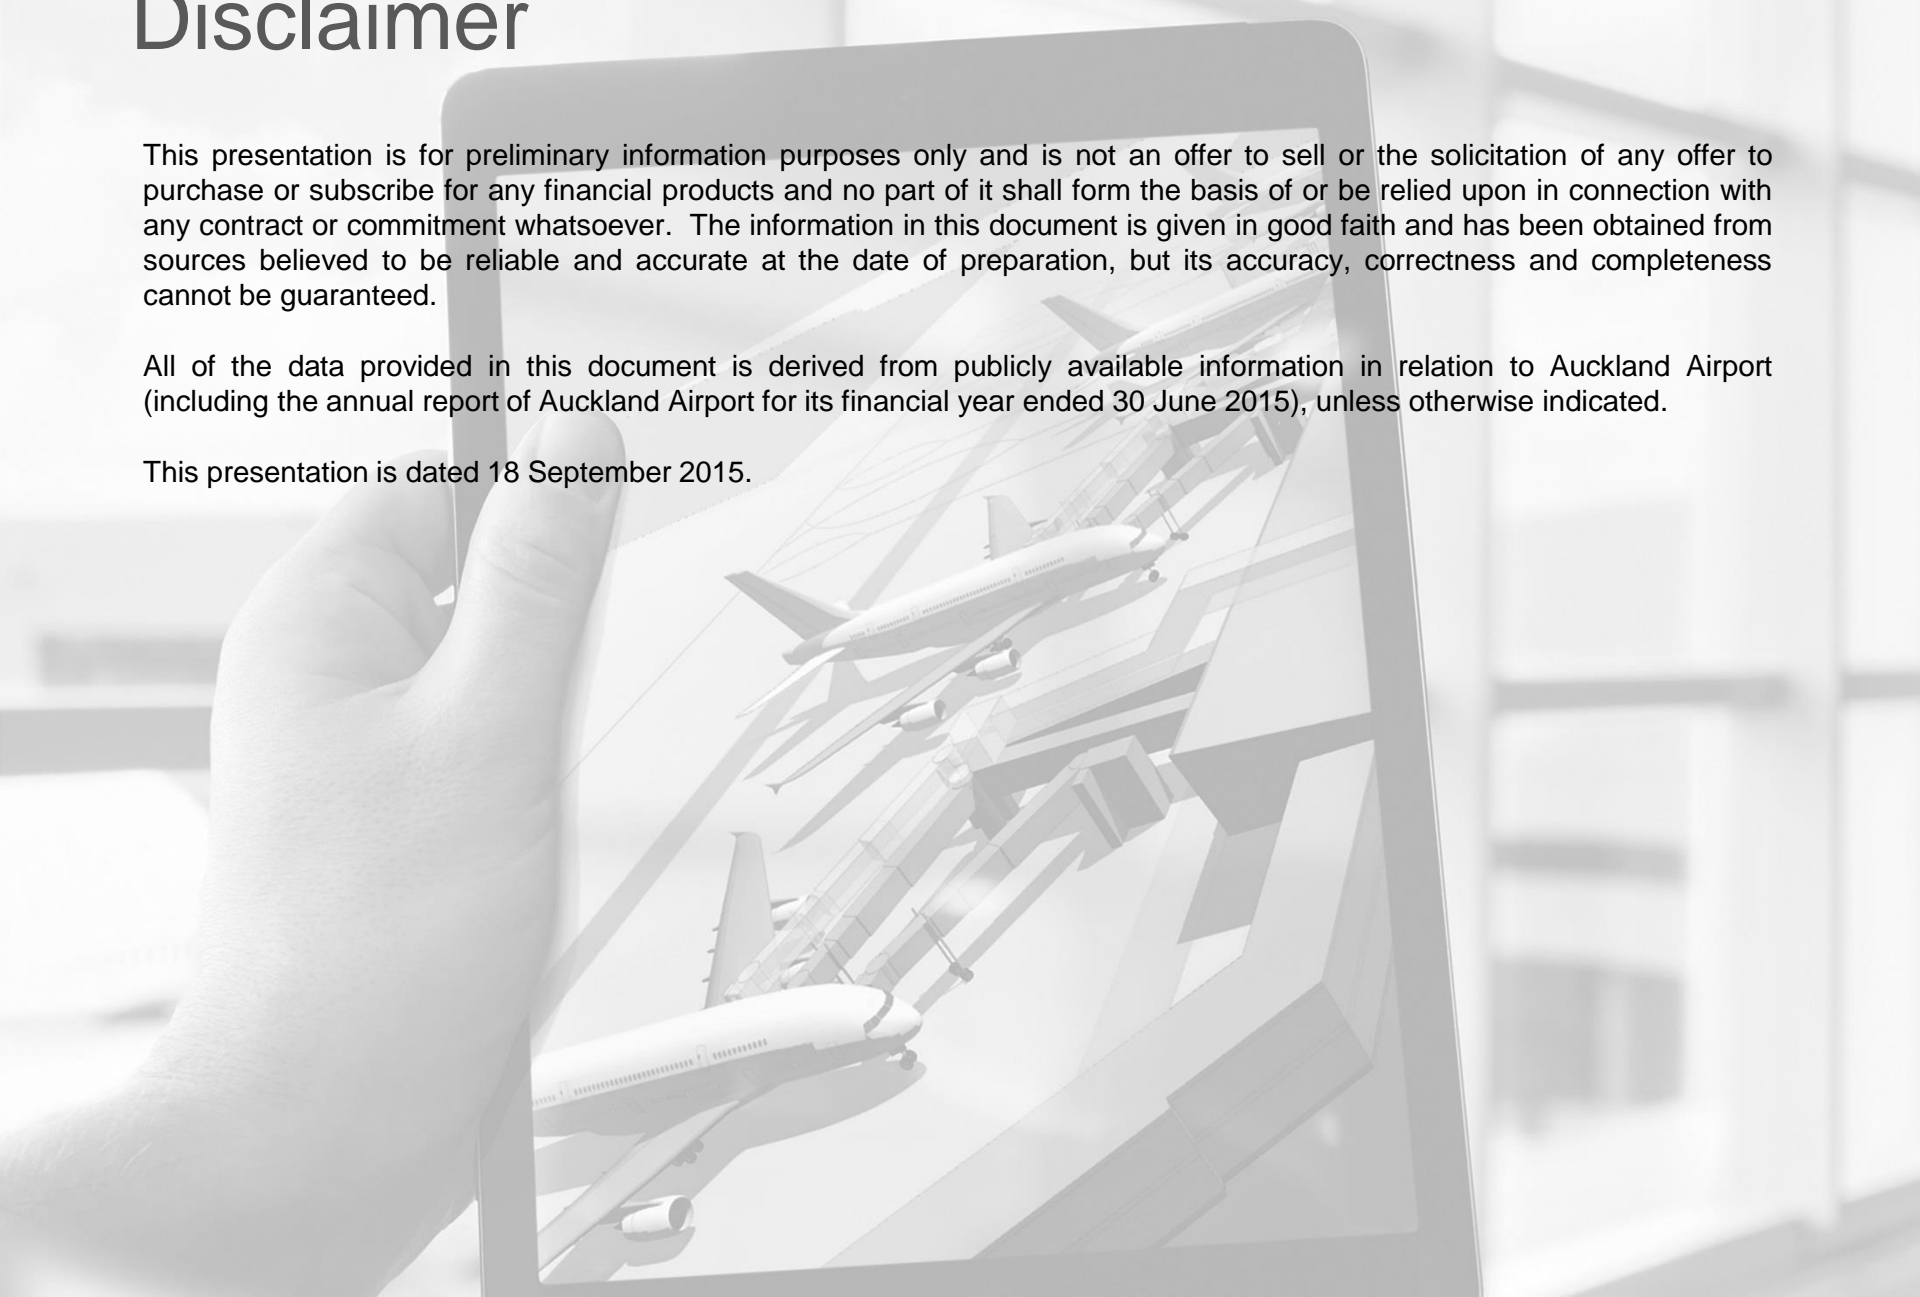 Disclaimer
This presentation is for preliminary information purposes only and is not an offer to sell or the solicitation of any offer to
purchase or subscribe for any financial products and no part of it shall form the basis of or be relied upon in connection with
any contract or commitment whatsoever. The information in this document is given in good faith and has been obtained from
sources believed to be reliable and accurate at the date of preparation, but its accuracy, correctness and completeness
cannot be guaranteed.
All of the data provided in this document is derived from publicly available information in relation to Auckland Airport
(including the annual report of Auckland Airport for its financial year ended 30 June 2015), unless otherwise indicated.
This presentation is dated 18 September 2015.